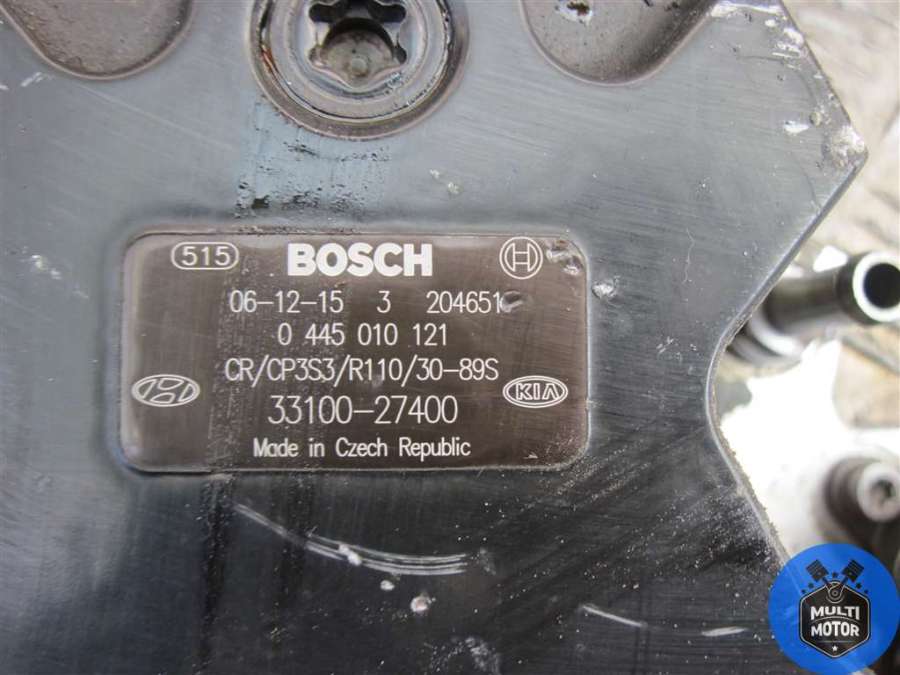 515 BOSCH
06-12-15 3 204651
0 445 010 121
CR/CP3S3/R110/30-89S
KIA
33100-27400
Made in Czech Republic
MULTI
MOTOR